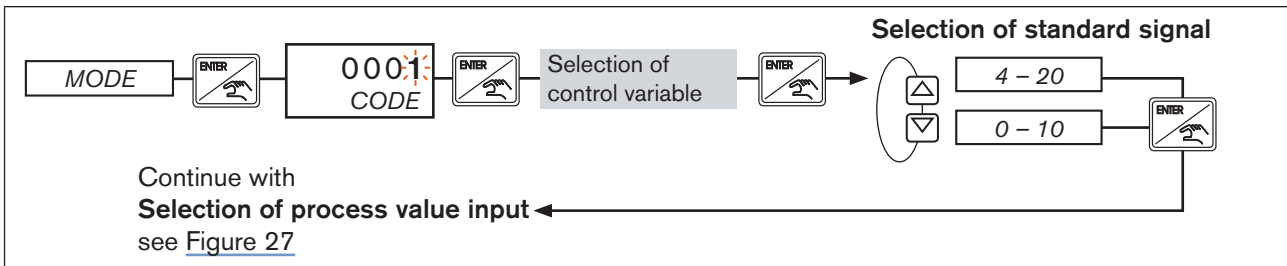 Selection of standard signal
MODE
ENTER
0001
CODE
ENTER
Selection of
control variable
ENTER
4 – 20
0 – 10
ENTER
Continue with
Selection of process value input
see Figure 27